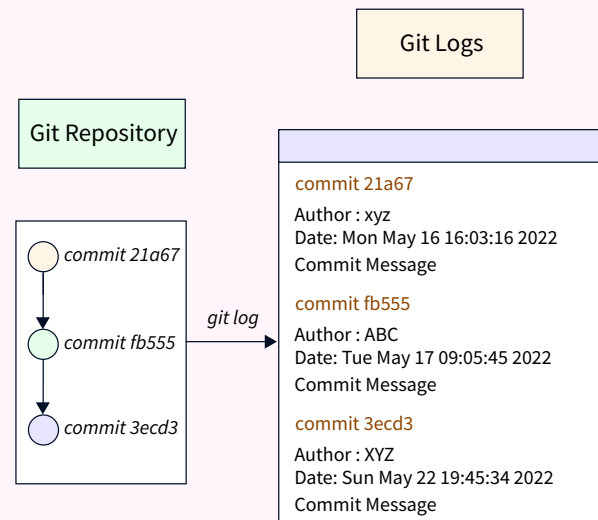 Git Logs
Git Repository
commit 21a67
commit fb555
commit 3ecd3
git log
commit 21a67
Author : xyz
Date: Mon May 16 16:03:16 2022
Commit Message
commit fb555
Author : ABC
Date: Tue May 17 09:05:45 2022
Commit Message
commit 3ecd3
Author : XYZ
Date: Sun May 22 19:45:34 2022
Commit Message